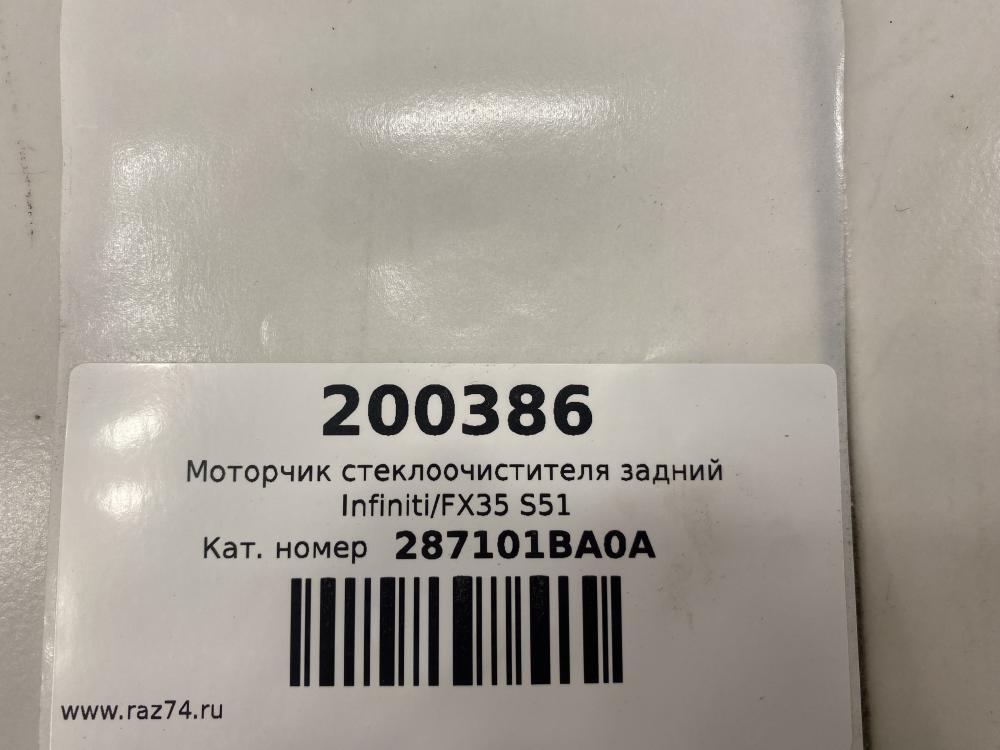 200386
Моторчик стеклоочистителя задний
Infiniti/FX35 S51
Кат. номер 287101BA0A
www.raz74.ru